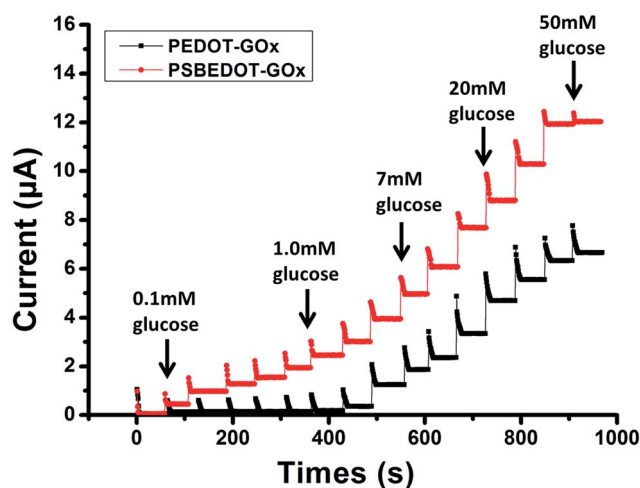 16
14
12
10
8
6
4
2
0
Current (µA)
PEDOT-GOx
PSBEDOT-GOx
0.1mM
glucose
1.0mM
glucose
7mM
glucose
20mM
glucose
50mM
glucose
0 200 400 600 800 1000
Times (s)